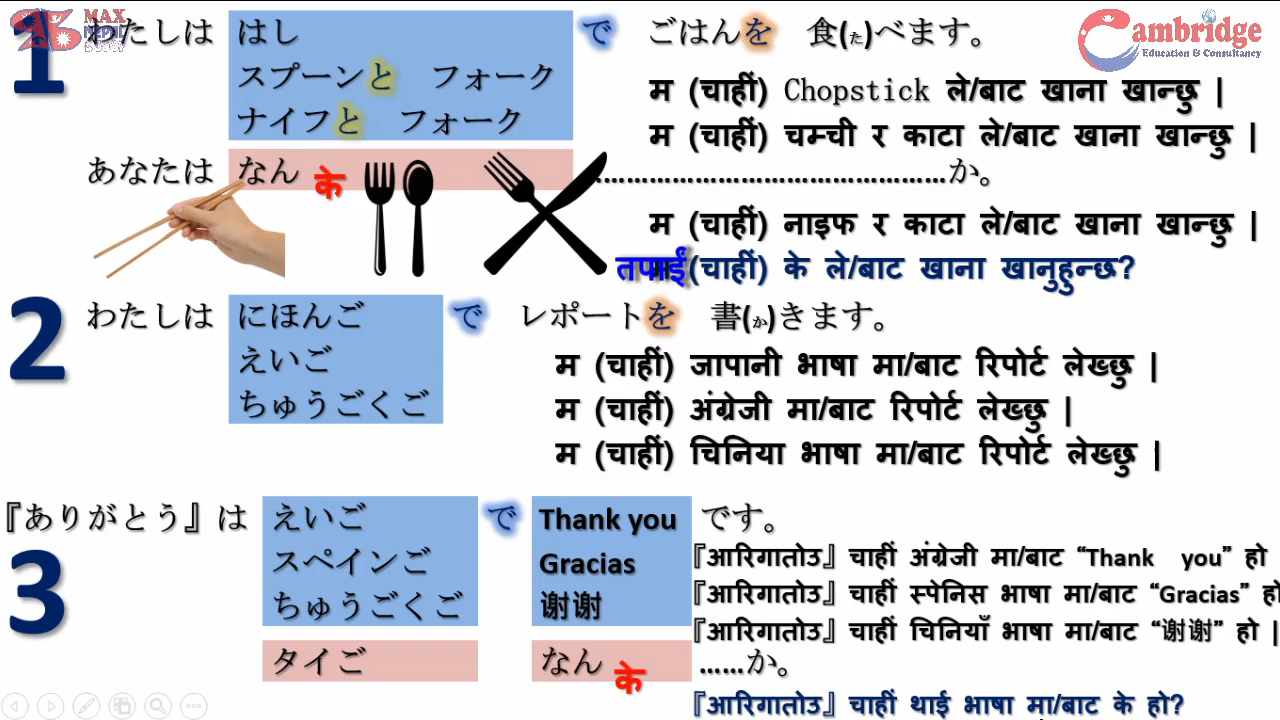 MAX NEPAL
Cambridge
Education & Consultancy
1
わたしは はし で ごはんを 食(た)べます。
スプーンと フォーク
ナイフと フォーク
म (चाहीं) Chopstick ले/बाट खाना खान्छु |
म (चाहीं) चम्ची र काटा ले/बाट खाना खान्छु |
あなたは なん के ................................................か。
म (चाहीं) नाइफ र काटा ले/बाट खाना खान्छु |
तपाईं (चाहीं) के ले/बाट खाना खानुहुन्छ?
2
わたしは にほんご で レポートを 書(か)きます。
えいご
ちゅうごくご
म (चाहीं) जापानी भाषा मा/बाट रिपोर्ट लेख्छु |
म (चाहीं) अंग्रेजी मा/बाट रिपोर्ट लेख्छु |
म (चाहीं) चिनिया भाषा मा/बाट रिपोर्ट लेख्छु |
3
『ありがとう』は えいご で Thank you です。
スペインご Gracias
ちゅうごくご 谢谢
『आरिगातोउ』 चाहीं अंग्रेजी मा/बाट “Thank you” हो
『आरिगातोउ』 चाहीं स्पेनिस भाषा मा/बाट “Gracias” हो
『आरिगातोउ』 चाहीं चिनियाँ भाषा मा/बाट “谢谢” हो |
タイご なん के ......か。
『आरिगातोउ』 चाहीं थाई भाषा मा/बाट के हो?